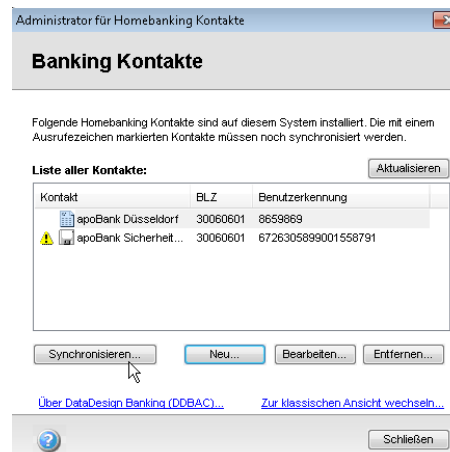 Administrator für Homebanking Kontakte
Banking Kontakte
Folgende Homebanking Kontakte sind auf diesem System installiert. Die mit einem
Ausrufezeichen markierten Kontakte müssen noch synchronisiert werden.
Liste aller Kontakte:
Aktualisieren
Kontakt BLZ Benutzerkennung
apoBank Düsseldorf 30060601 8659869
apoBank Sicherheit... 30060601 6726305899001558791
Synchronisieren... Neu... Bearbeiten... Entfernen...
Über DataDesign Banking (DDBAC)... Zur klassischen Ansicht wechseln...
Schließen